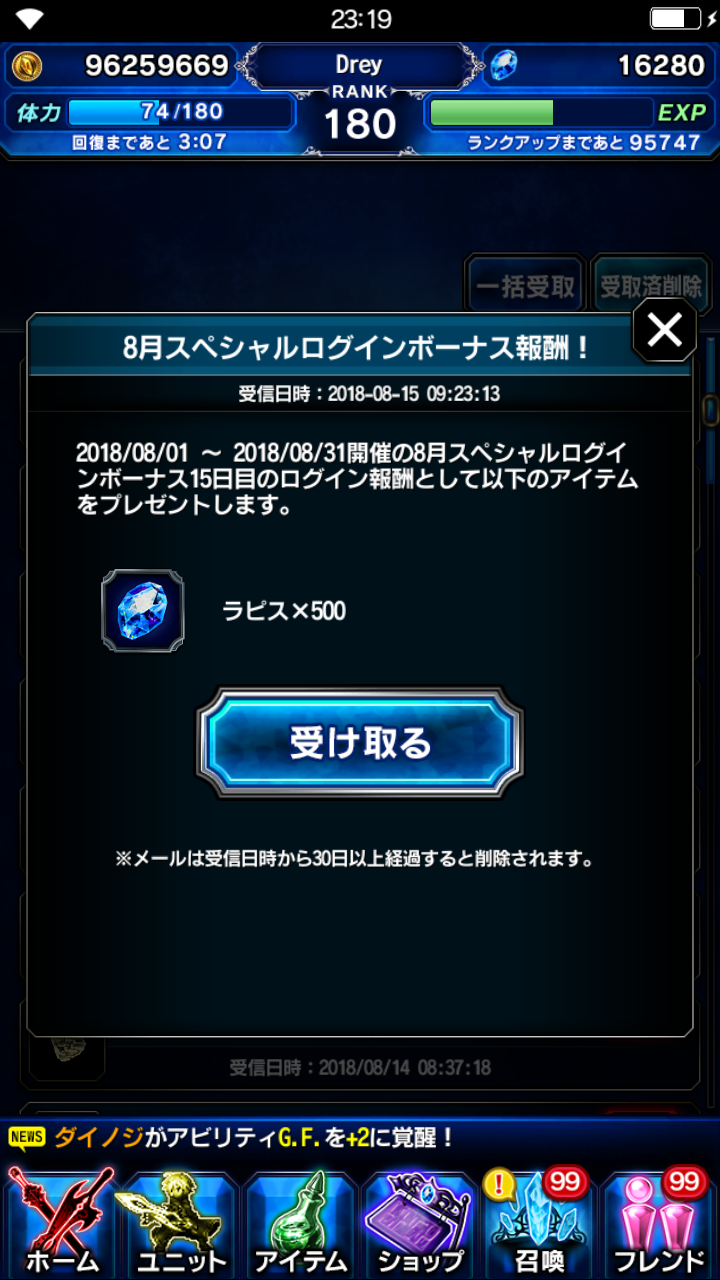 23:19
96259669
Drey
16280
RANK
180
体力 74/180
EXP
回復まであと 3:07
ランクアップまであと 95747
一括受取
受取済削除
8月スペシャルログインボーナス報酬！
受信日時：2018-08-15 09:23:13
2018/08/01 ～ 2018/08/31開催の8月スペシャルログイ
ンボーナス15日目のログイン報酬として以下のアイテム
をプレゼントします。
ラピス×500
受け取る
※メールは受信日時から30日以上経過すると削除されます。
受信日時：2018/08/14 08:37:18
NEWS ダイノジがアビリティG.F.を+2に覚醒！
! 99
99
ホーム
ユニット
アイテム
ショップ
召喚
フレンド